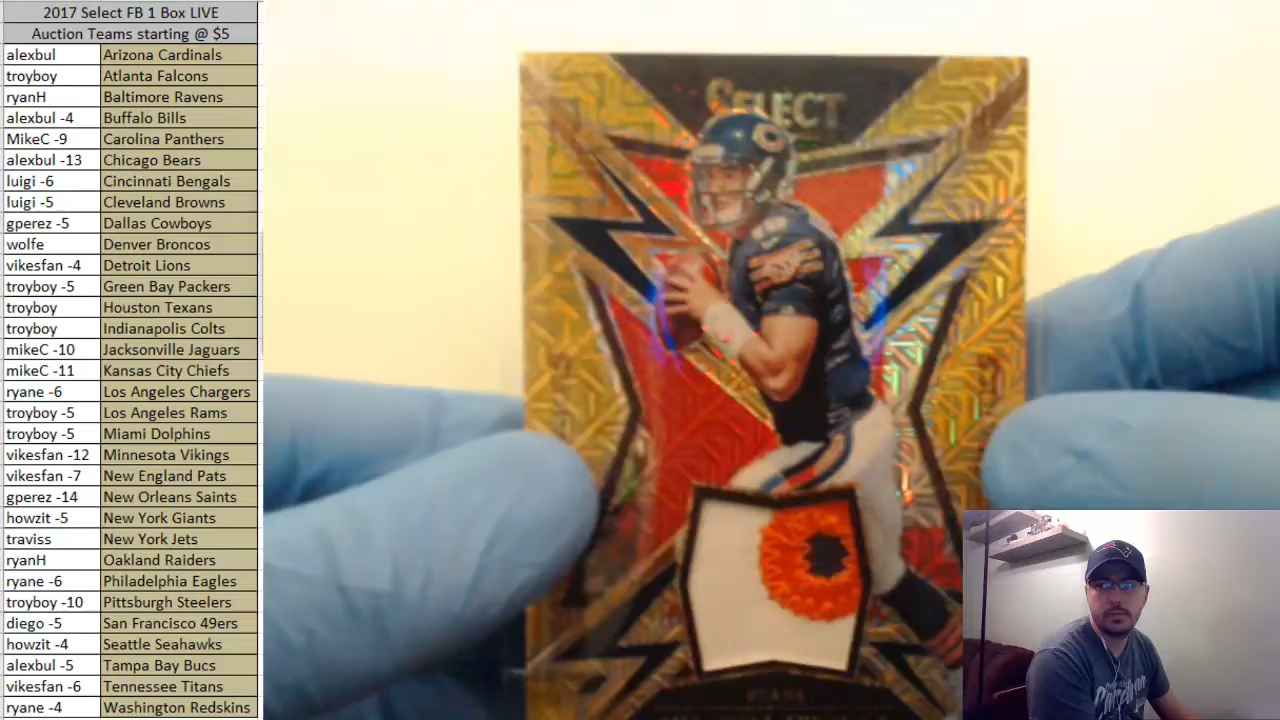 2017 Select FB 1 Box LIVE
Auction Teams starting @ $5
alexbul Arizona Cardinals
troyboy Atlanta Falcons
ryanH Baltimore Ravens
alexbul -4 Buffalo Bills
MikeC -9 Carolina Panthers
alexbul -13 Chicago Bears
luigi -6 Cincinnati Bengals
luigi -5 Cleveland Browns
gperez -5 Dallas Cowboys
wolfe Denver Broncos
vikesfan -4 Detroit Lions
troyboy -5 Green Bay Packers
troyboy Houston Texans
troyboy Indianapolis Colts
mikeC -10 Jacksonville Jaguars
mikeC -11 Kansas City Chiefs
ryane -6 Los Angeles Chargers
troyboy -5 Los Angeles Rams
troyboy -5 Miami Dolphins
vikesfan -12 Minnesota Vikings
vikesfan -7 New England Pats
gperez -14 New Orleans Saints
howzit -5 New York Giants
traviss New York Jets
ryanH Oakland Raiders
ryane -6 Philadelphia Eagles
troyboy -10 Pittsburgh Steelers
diego -5 San Francisco 49ers
howzit -4 Seattle Seahawks
alexbul -5 Tampa Bay Bucs
vikesfan -6 Tennessee Titans
ryane -4 Washington Redskins
SELECT
BEARS